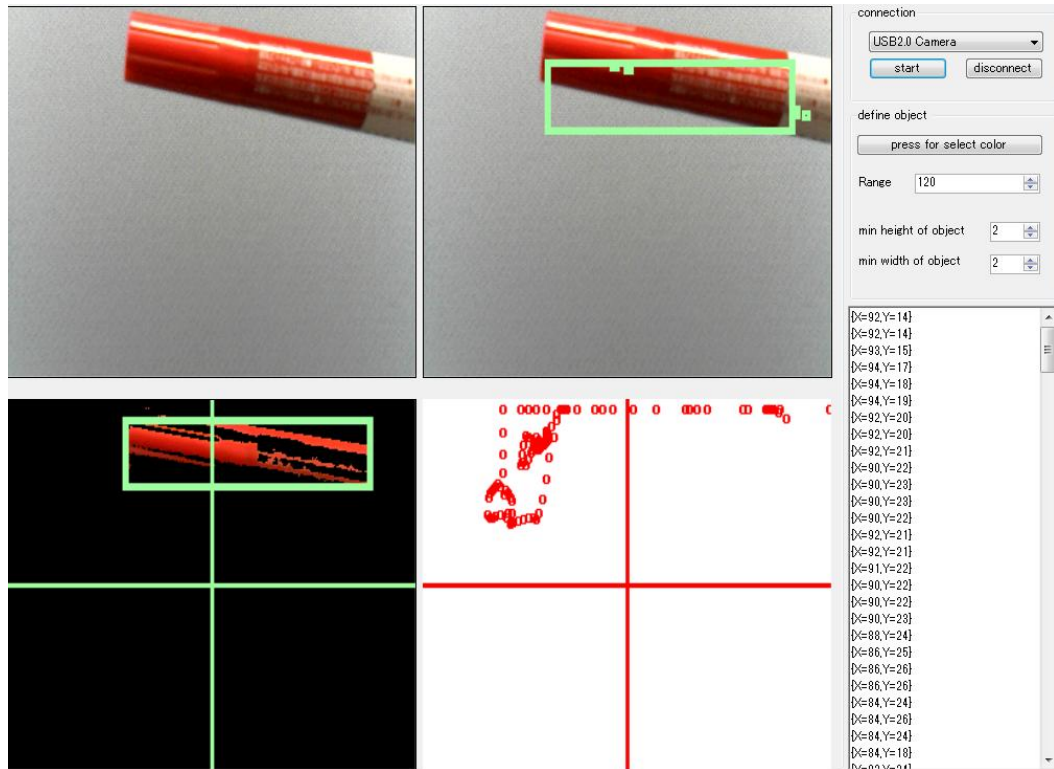 connection
USB2.0 Camera
start
disconnect
define object
press for select color
Range
120
min height of object
2
min width of object
2
{X=92,Y=14}
{X=92,Y=14}
{X=93,Y=15}
{X=94,Y=17}
{X=94,Y=18}
{X=94,Y=19}
{X=92,Y=20}
{X=92,Y=20}
{X=92,Y=21}
{X=90,Y=22}
{X=90,Y=23}
{X=90,Y=23}
{X=90,Y=22}
{X=92,Y=21}
{X=92,Y=21}
{X=91,Y=22}
{X=90,Y=22}
{X=90,Y=22}
{X=90,Y=23}
{X=88,Y=24}
{X=86,Y=25}
{X=86,Y=26}
{X=86,Y=26}
{X=84,Y=24}
{X=84,Y=26}
{X=84,Y=24}
{X=84,Y=18}